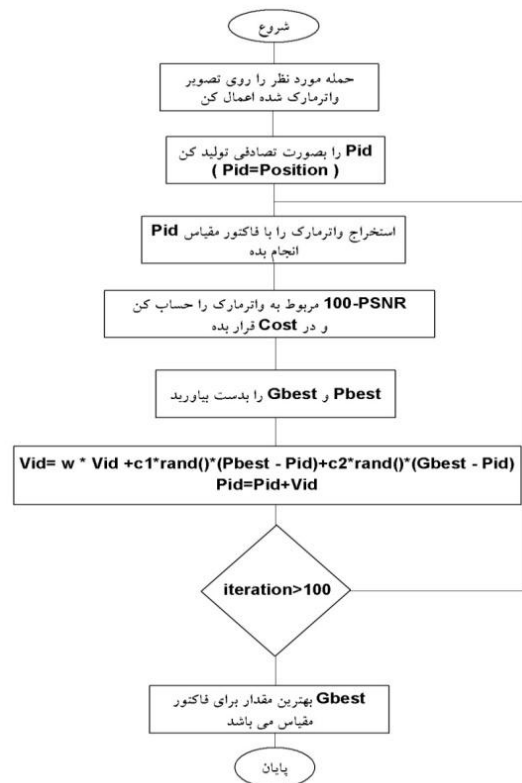 شروع
حمله مورد نظر را روی تصویر
واترمارک شده اعمال کن
Pid را بصورت تصادفی تولید کن
( Pid=Position )
استخراج واترمارک را با فاکتور مقیاس Pid
انجام بده
100-PSNR مربوط به واترمارک را حساب کن
و در Cost قرار بده
Pbest و Gbest را بدست بیاورید
Vid= w * Vid +c1*rand()*(Pbest - Pid)+c2*rand()*(Gbest - Pid)
Pid=Pid+Vid
iteration>100
Gbest بهترین مقدار برای فاکتور
مقیاس می باشد
پایان